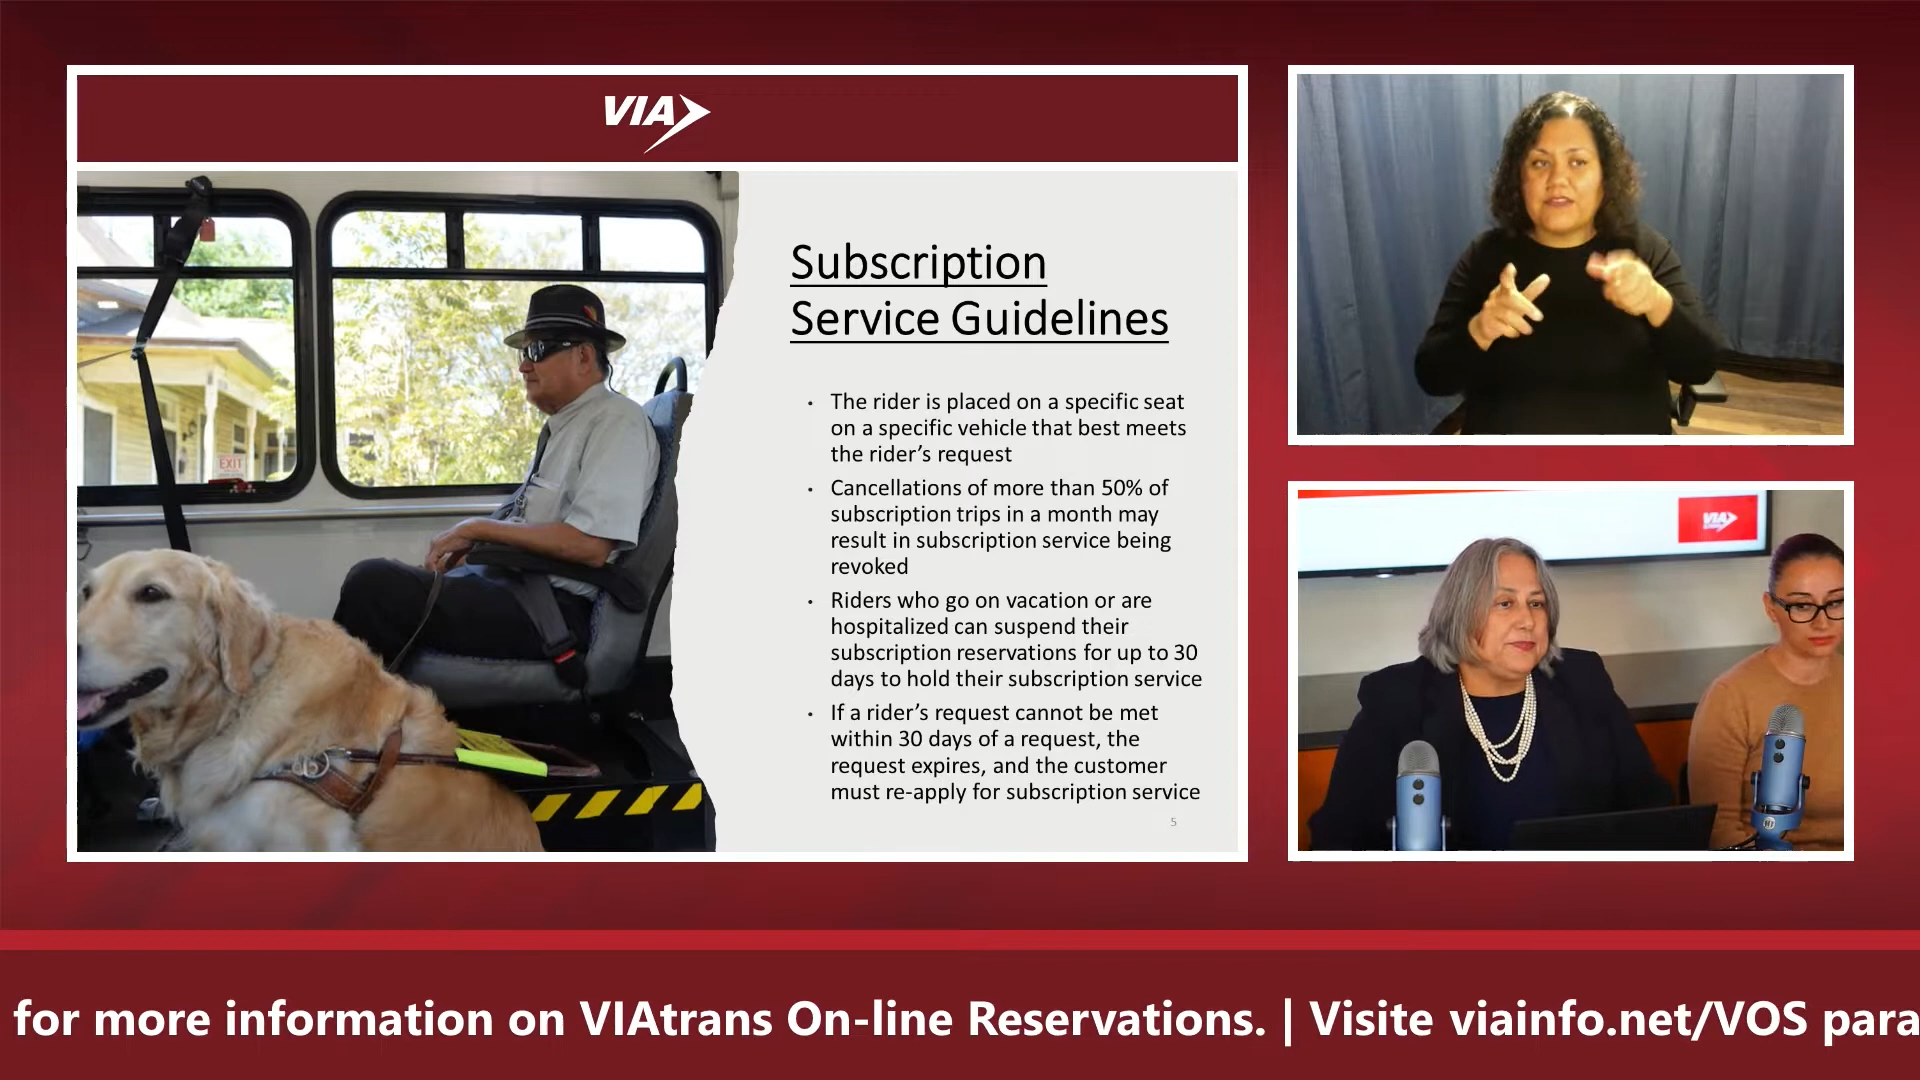 VIA
Subscription
Service Guidelines
• The rider is placed on a specific seat
on a specific vehicle that best meets
the rider’s request
• Cancellations of more than 50% of
subscription trips in a month may
result in subscription service being
revoked
• Riders who go on vacation or are
hospitalized can suspend their
subscription reservations for up to 30
days to hold their subscription service
• If a rider’s request cannot be met
within 30 days of a request, the
request expires, and the customer
must re-apply for subscription service
5
EXIT
VIA
for more information on VIAtrans On-line Reservations. | Visite viainfo.net/VOS para